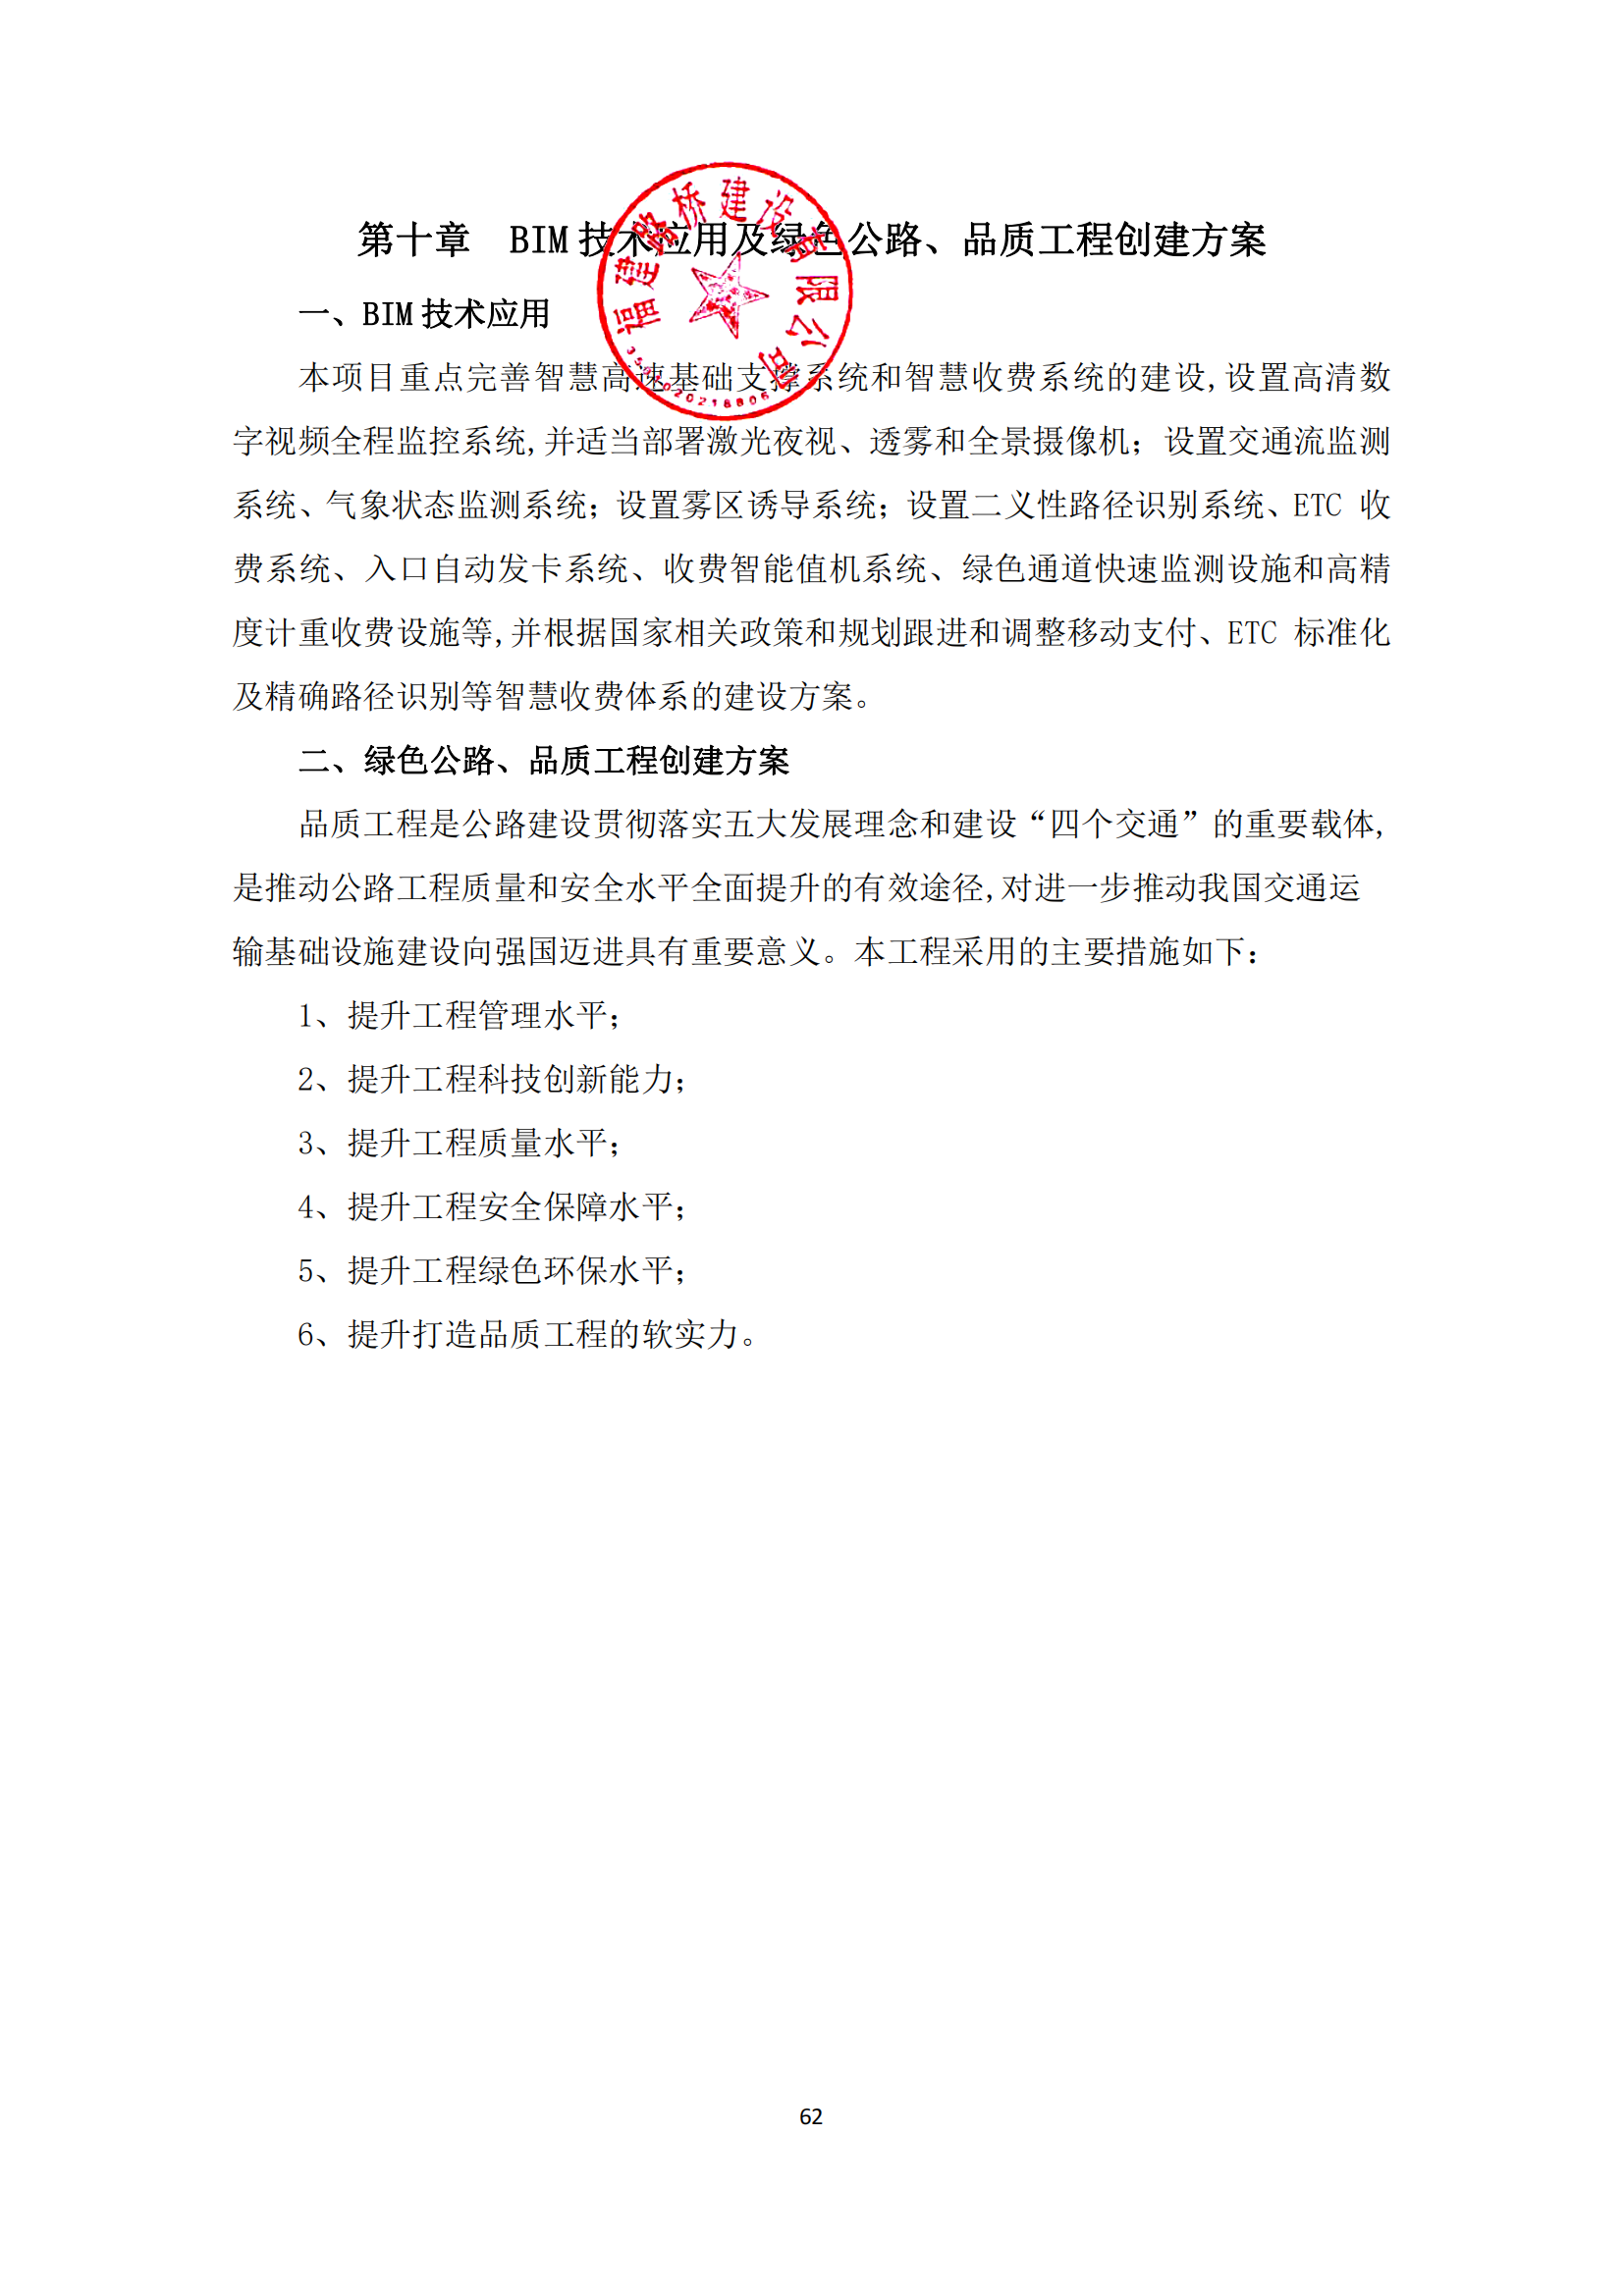 第十章 BIM技术应用及绿色公路、品质工程创建方案
福建路桥建设有限公司
一、BIM技术应用
本项目重点完善智慧高速基础支撑系统和智慧收费系统的建设,设置高清数
字视频全程监控系统,并适当部署激光夜视、透雾和全景摄像机；设置交通流监测
系统、气象状态监测系统；设置雾区诱导系统；设置二义性路径识别系统、ETC 收
费系统、入口自动发卡系统、收费智能值机系统、绿色通道快速监测设施和高精
度计重收费设施等,并根据国家相关政策和规划跟进和调整移动支付、ETC 标准化
及精确路径识别等智慧收费体系的建设方案。
二、绿色公路、品质工程创建方案
品质工程是公路建设贯彻落实五大发展理念和建设“四个交通”的重要载体,
是推动公路工程质量和安全水平全面提升的有效途径,对进一步推动我国交通运
输基础设施建设向强国迈进具有重要意义。本工程采用的主要措施如下：
1、提升工程管理水平；
2、提升工程科技创新能力；
3、提升工程质量水平；
4、提升工程安全保障水平；
5、提升工程绿色环保水平；
6、提升打造品质工程的软实力。
62